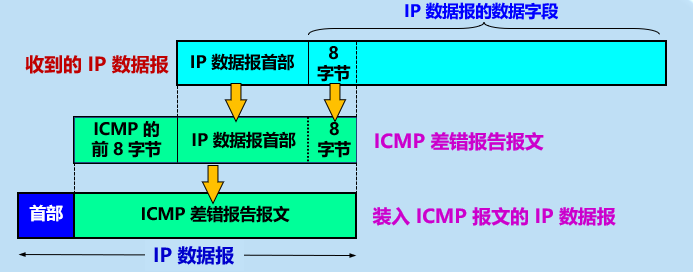 IP 数据报的数据字段
收到的 IP 数据报
IP 数据报首部
8
字节
ICMP 的
前 8 字节
IP 数据报首部
8
字节
ICMP 差错报告报文
首部
ICMP 差错报告报文
装入 ICMP 报文的 IP 数据报
IP 数据报